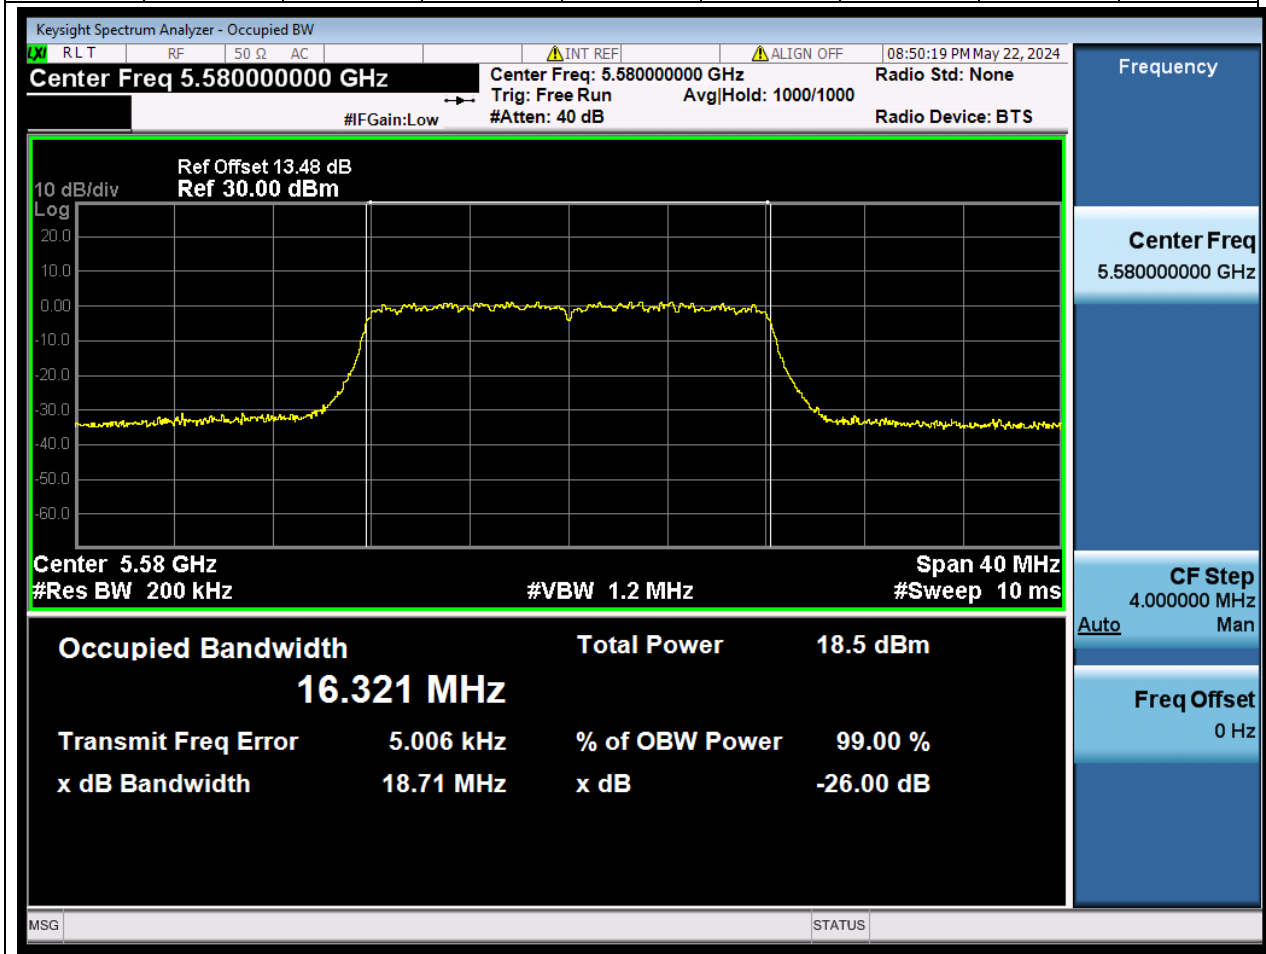 Keysight Spectrum Analyzer - Occupied BW
LXI RLT RF 50 Ω AC INT REF ALIGN OFF 08:50:19 PM May 22, 2024
Center Freq 5.580000000 GHz
Center Freq: 5.580000000 GHz Radio Std: None
Trig: Free Run Avg|Hold: 1000/1000
#IFGain:Low #Atten: 40 dB Radio Device: BTS
Ref Offset 13.48 dB
10 dB/div Ref 30.00 dBm
Log
20.0
10.0
0.00
-10.0
-20.0
-30.0
-40.0
-50.0
-60.0
Center 5.58 GHz Span 40 MHz
#Res BW 200 kHz #VBW 1.2 MHz #Sweep 10 ms
Occupied Bandwidth Total Power 18.5 dBm
16.321 MHz
Transmit Freq Error 5.006 kHz % of OBW Power 99.00 %
x dB Bandwidth 18.71 MHz x dB -26.00 dB
MSG STATUS
Frequency
Center Freq
5.580000000 GHz
CF Step
4.000000 MHz
Auto Man
Freq Offset
0 Hz